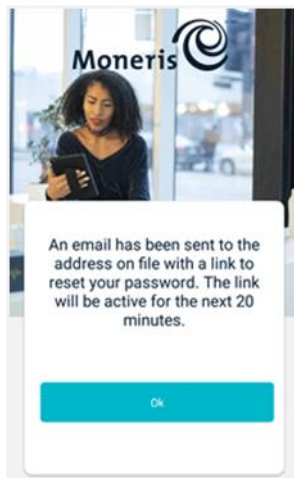 Moneris
An email has been sent to the
address on file with a link to
reset your password. The link
will be active for the next 20
minutes.
Ok